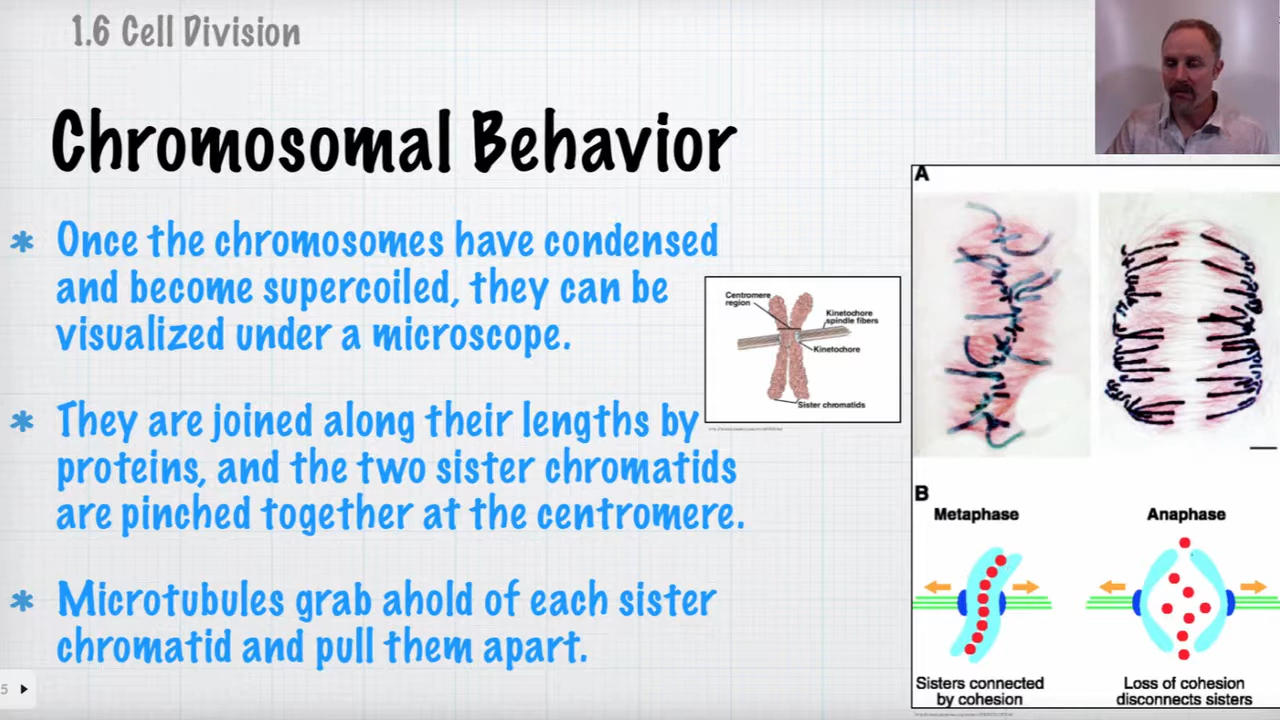 1.6 Cell Division
Chromosomal Behavior
* Once the chromosomes have condensed
and become supercoiled, they can be
visualized under a microscope.
* They are joined along their lengths by
proteins, and the two sister chromatids
are pinched together at the centromere.
* Microtubules grab ahold of each sister
chromatid and pull them apart.
5
Centromere
region
Kinetochore
spindle fibers
Kinetochore
Sister chromatids
A
B
Metaphase
Anaphase
Sisters connected
by cohesion
Loss of cohesion
disconnects sisters